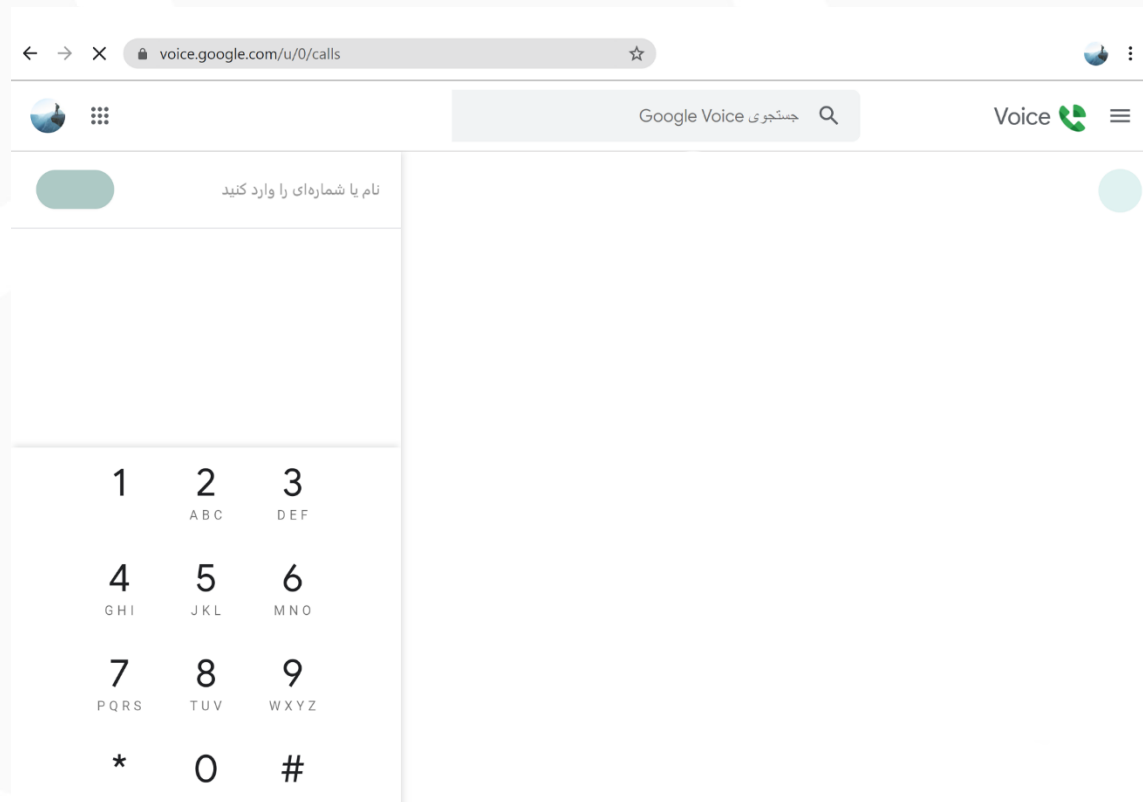 voice.google.com/u/0/calls
Voice
جستجوی Google Voice
نام یا شماره‌ای را وارد کنید
1 2 3
ABC DEF
4 5 6
GHI JKL MNO
7 8 9
PQRS TUV WXYZ
* 0 #